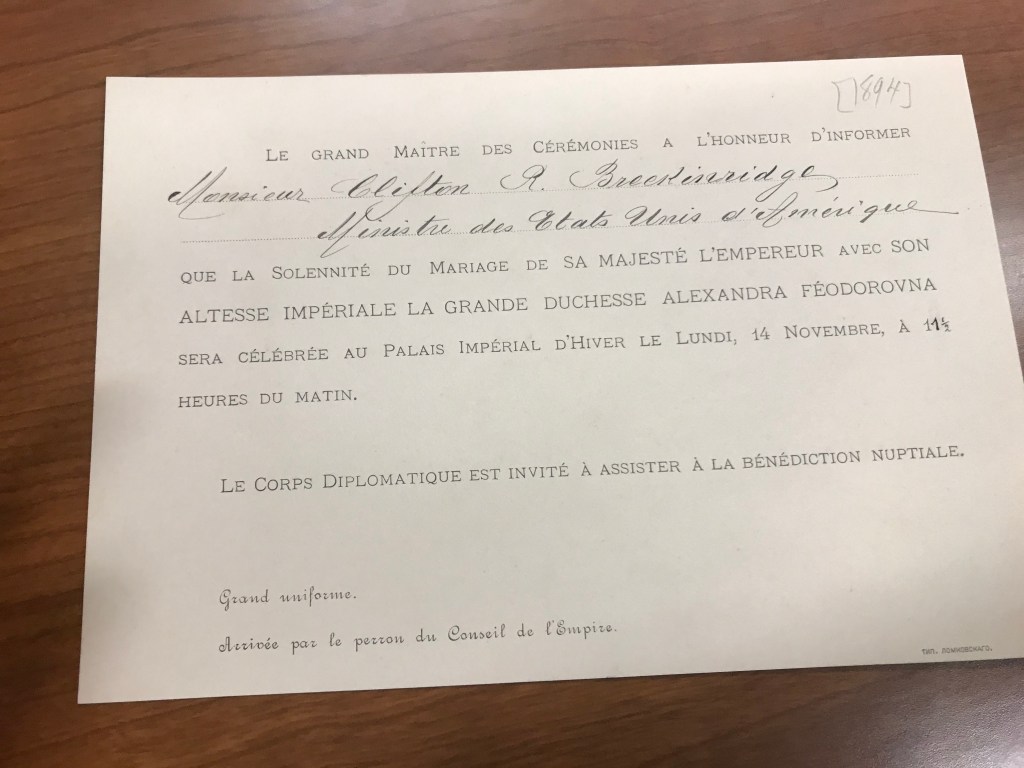 [1894]
Le grand Maître des Cérémonies a l'honneur d'informer
Monsieur Clifton R. Breckinridge
Ministre des Etats Unis d'Amérique
que la Solennité du Mariage de SA MAJESTÉ L'EMPEREUR avec SON
ALTESSE IMPÉRIALE LA GRANDE DUCHESSE ALEXANDRA FÉODOROVNA
sera célébrée au Palais Impérial d'Hiver le Lundi, 14 Novembre, à 11½
heures du matin.
Le Corps Diplomatique est invité à assister à la bénédiction nuptiale.
Grand uniforme.
Arrivée par le perron du Conseil de l'Empire.
ТИП. ДОМКОВСКАГО.